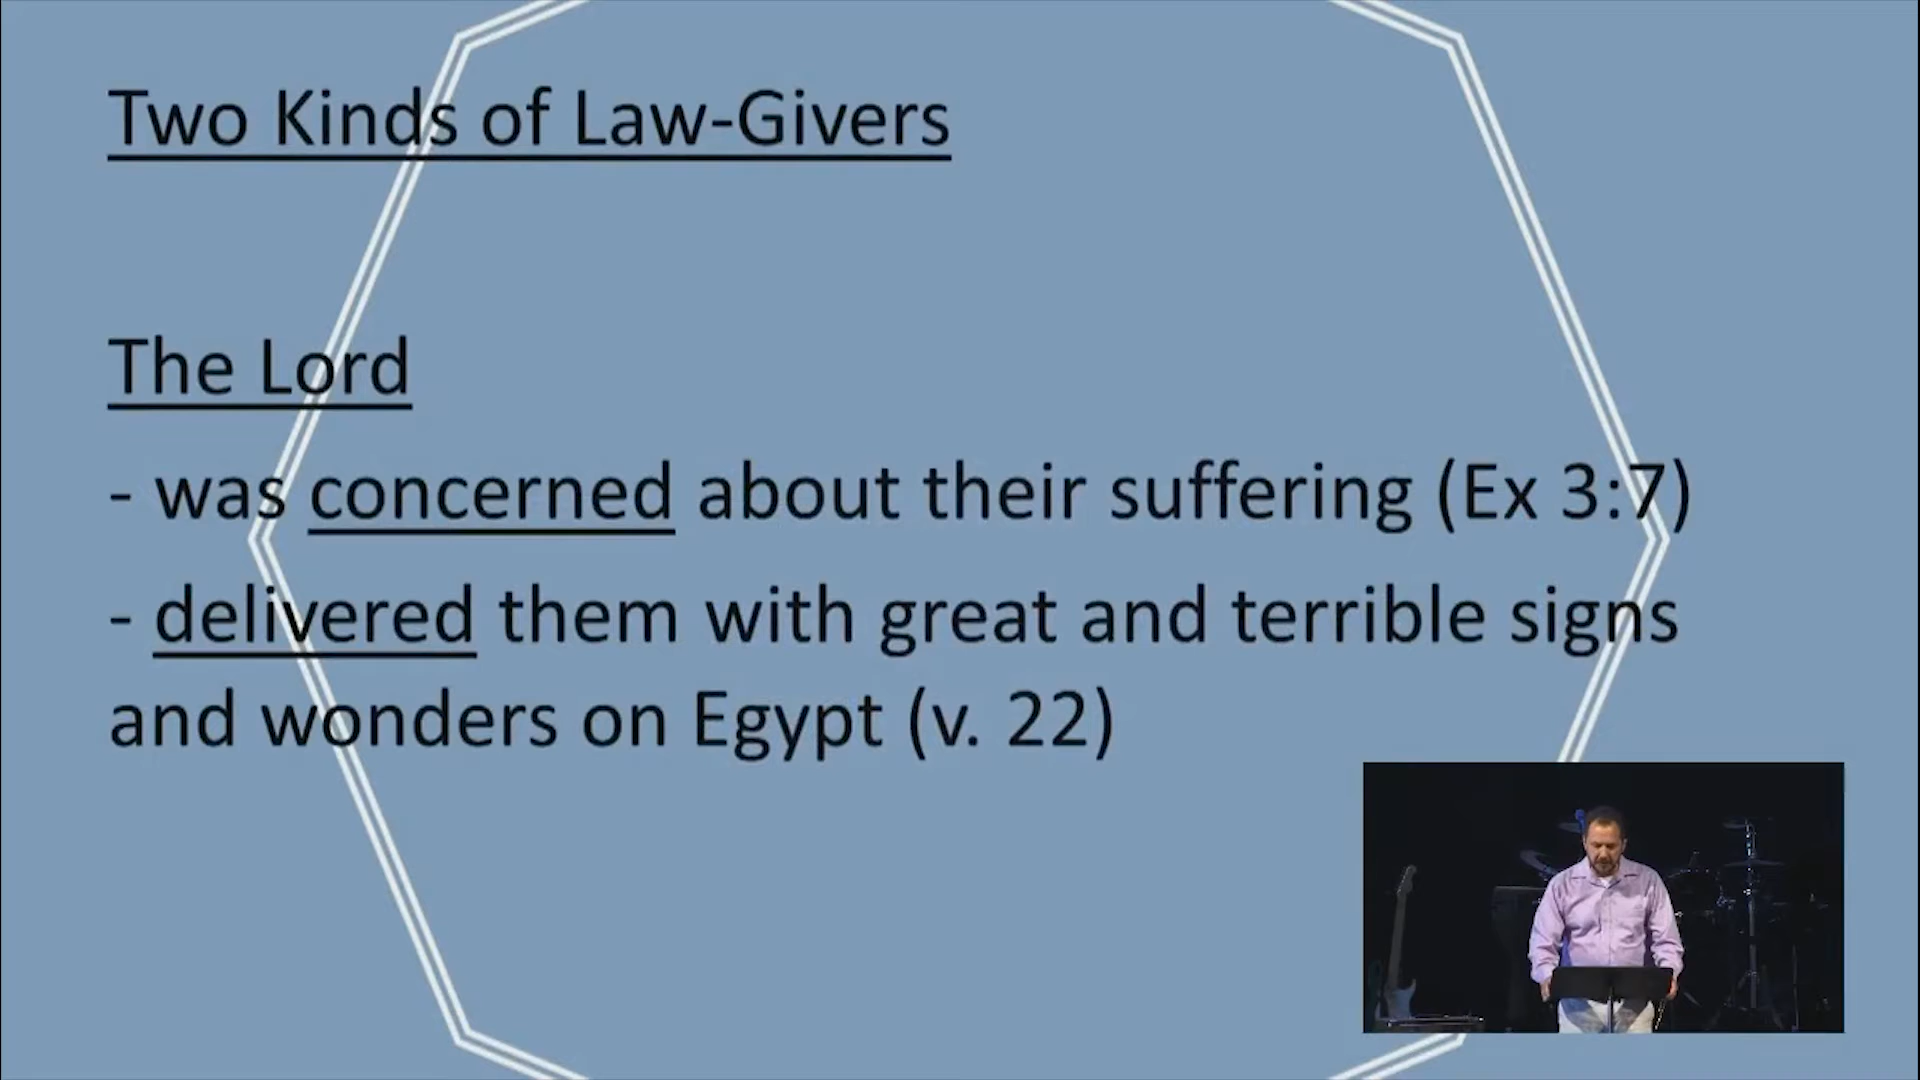 Two Kinds of Law-Givers
The Lord
- was concerned about their suffering (Ex 3:7)
- delivered them with great and terrible signs
and wonders on Egypt (v. 22)